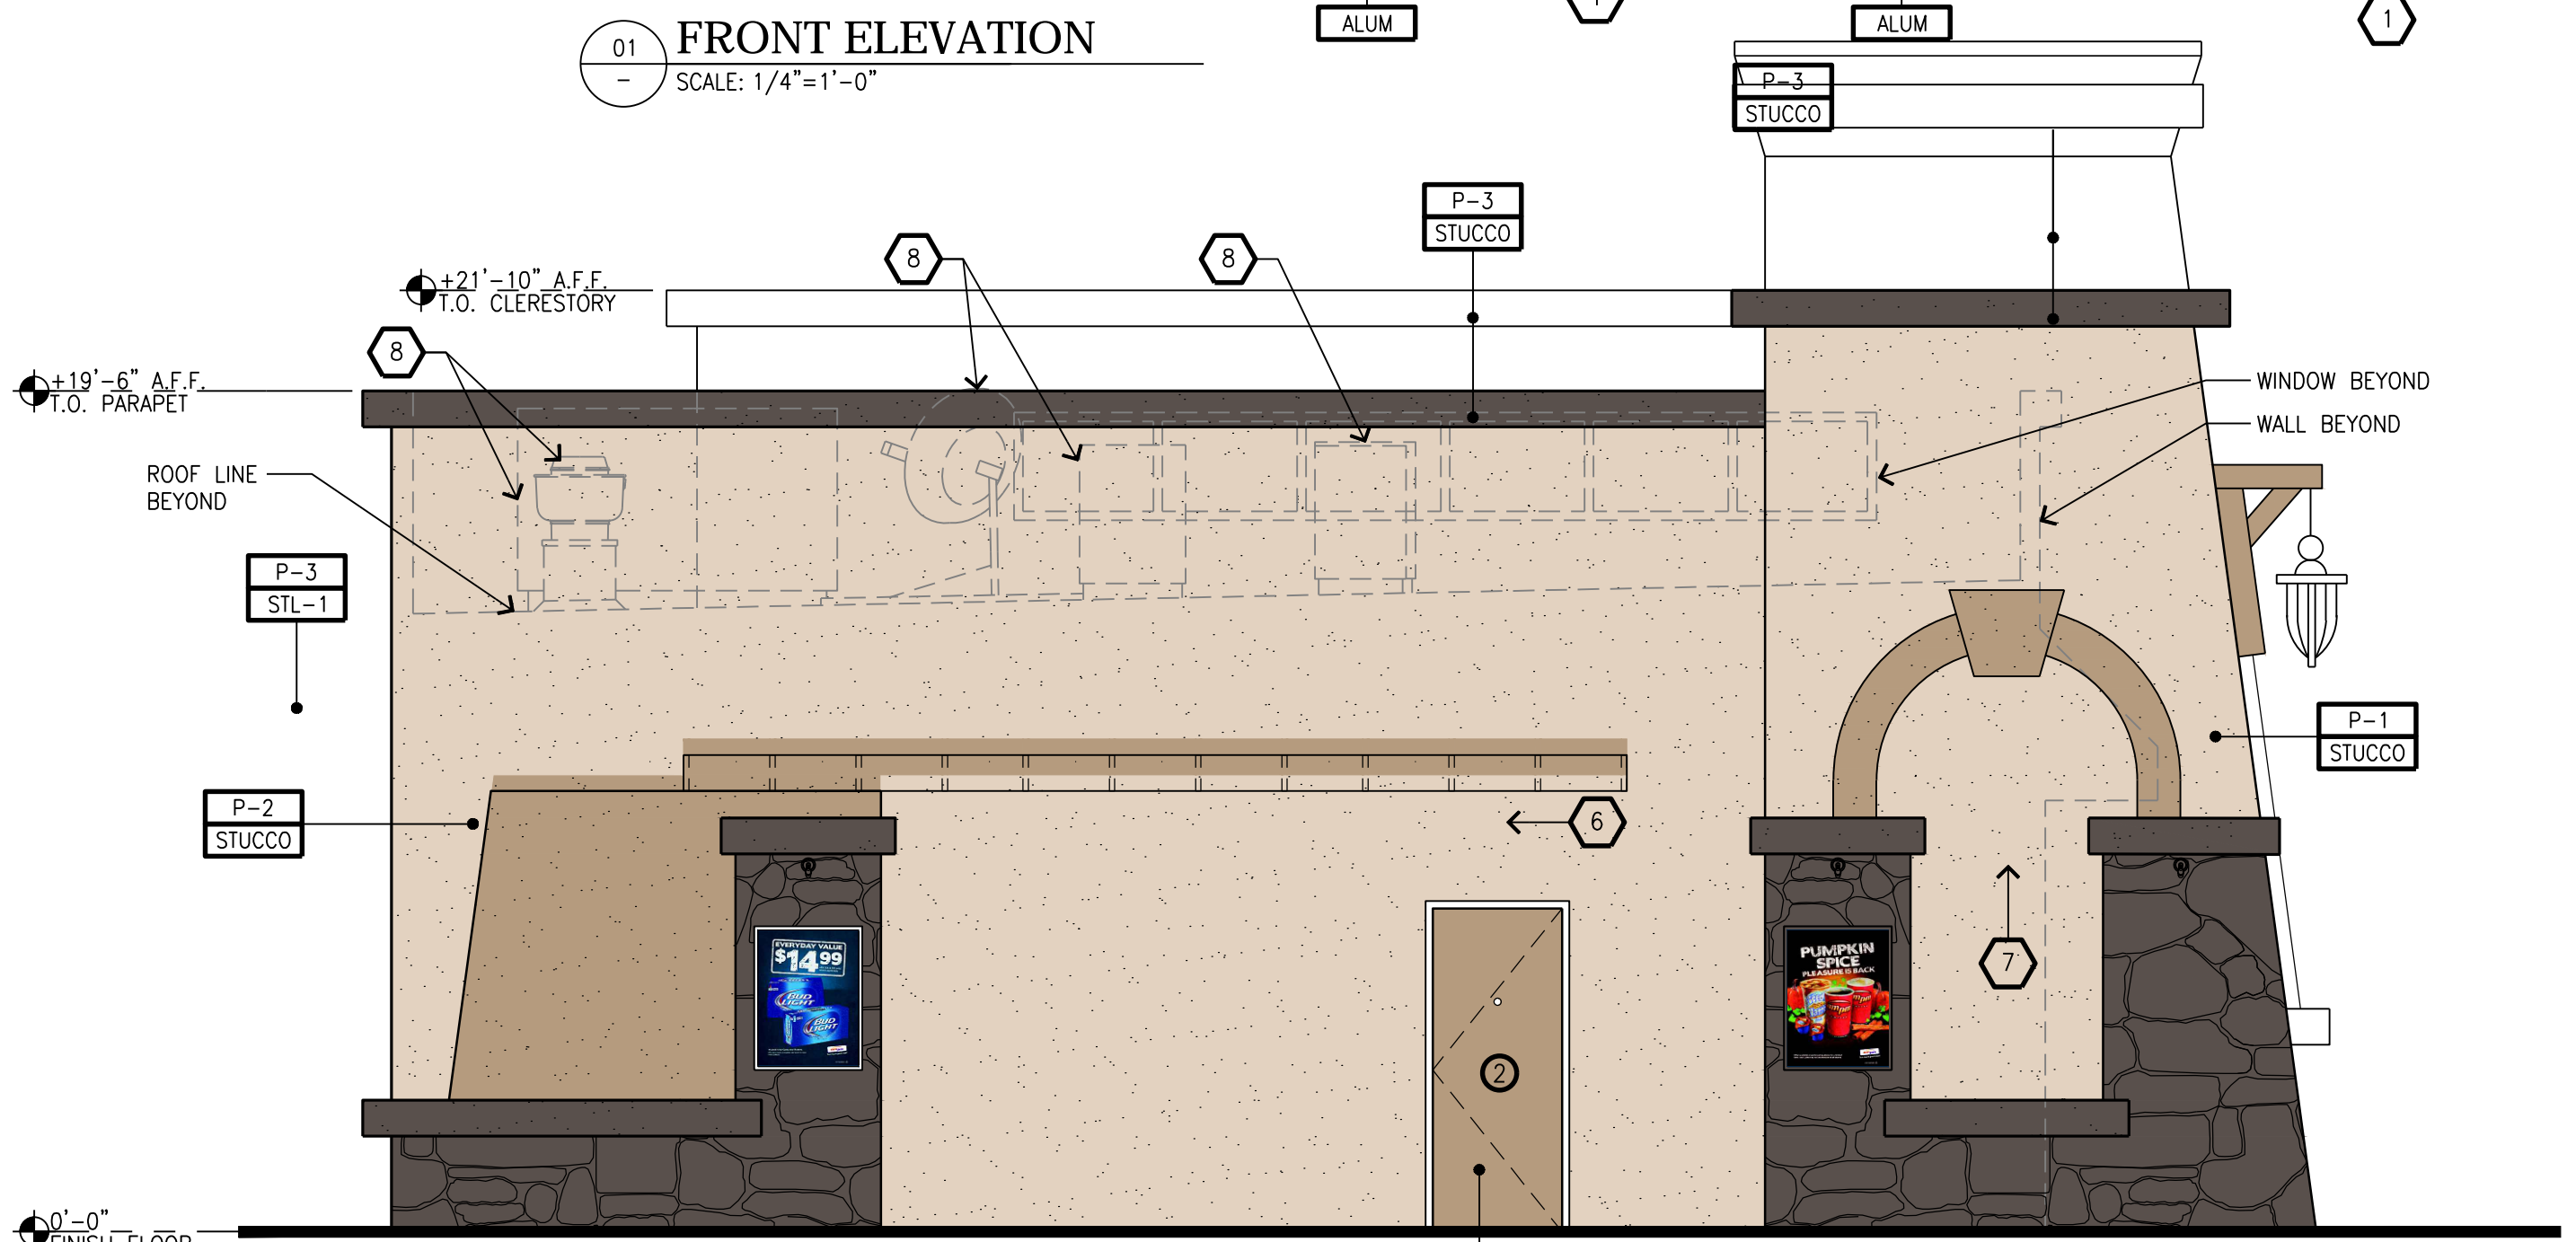 ALUM
ALUM
1
01
-
FRONT ELEVATION
SCALE: 1/4"=1'-0"
P-3
STUCCO
P-3
STUCCO
8
8
+21'-10" A.F.F.
T.O. CLERESTORY
8
+19'-6" A.F.F.
T.O. PARAPET
WINDOW BEYOND
WALL BEYOND
ROOF LINE
BEYOND
P-3
STL-1
P-1
STUCCO
P-2
STUCCO
6
7
EVERYDAY VALUE
$14.99
BUD
LIGHT
BUD
LIGHT
PUMPKIN
SPICE
PLEASURE IS BACK
2
0'-0"
FINISH FLOOR